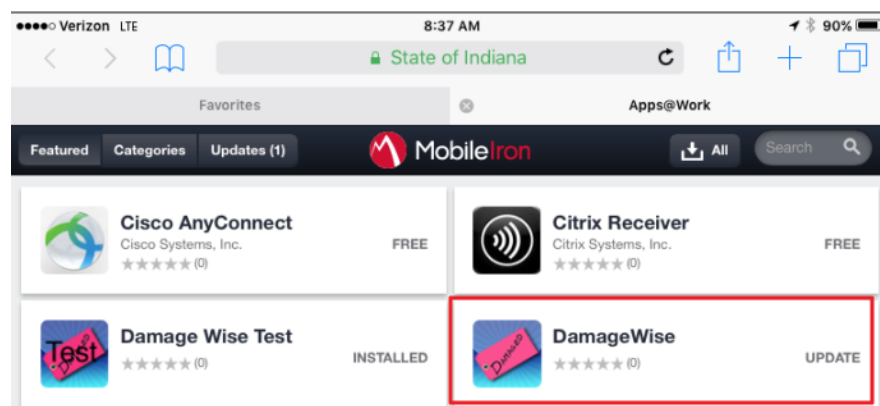 Verizon LTE 8:37 AM 90%
State of Indiana
Favorites Apps@Work
Featured Categories Updates (1) MobileIron All Search
Cisco AnyConnect
Cisco Systems, Inc.
FREE
(0)
Citrix Receiver
Citrix Systems, Inc.
FREE
(0)
Test
DAMAGED
Damage Wise Test
(0)
INSTALLED
DAMAGED
DamageWise
(0)
UPDATE